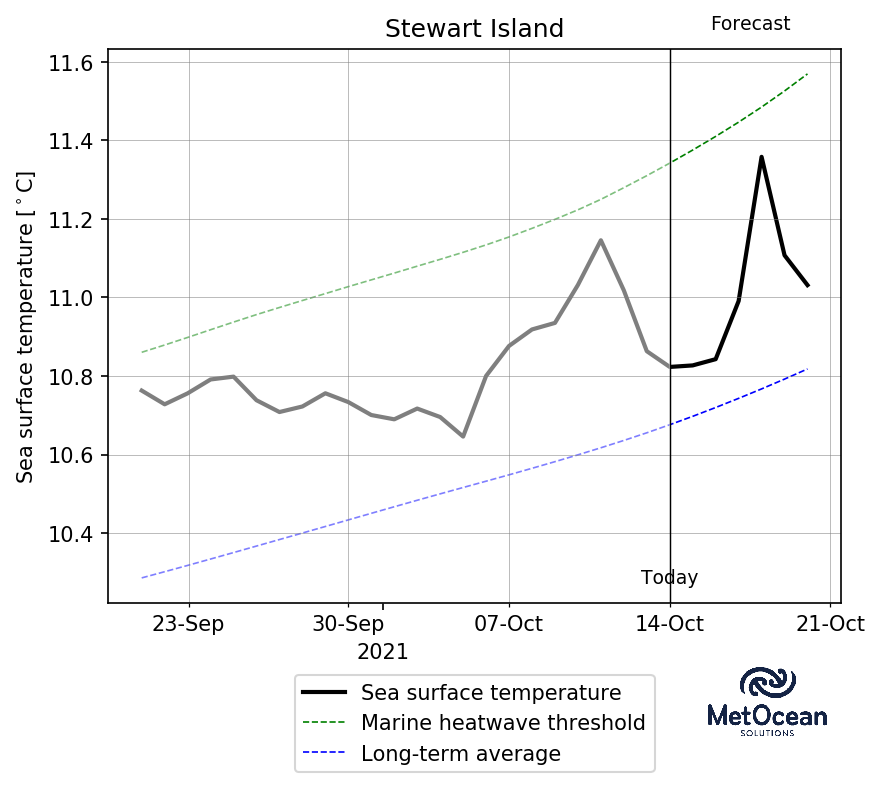 Stewart Island
Forecast
Sea surface temperature [°C]
11.6
11.4
11.2
11.0
10.8
10.6
10.4
Today
23-Sep
30-Sep
07-Oct
14-Oct
21-Oct
2021
Sea surface temperature
Marine heatwave threshold
Long-term average
MetOcean
SOLUTIONS